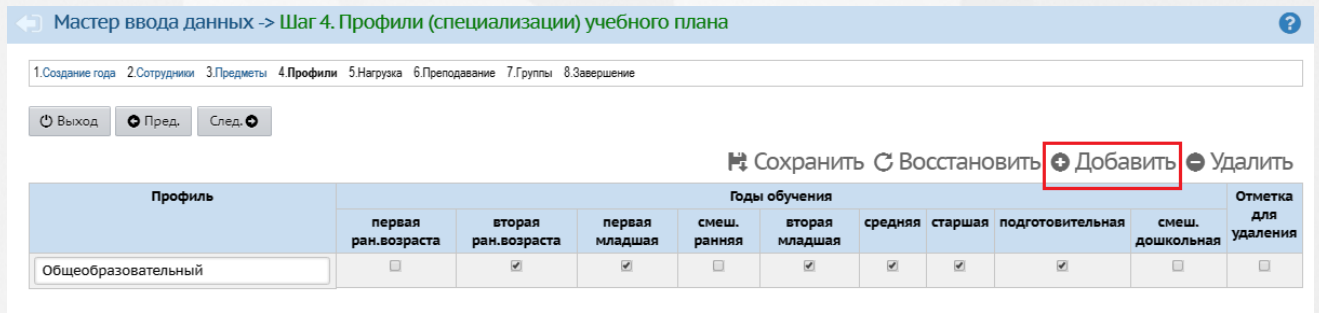 Мастер ввода данных -> Шаг 4. Профили (специализации) учебного плана
1.Создание года 2.Сотрудники 3.Предметы 4.Профили 5.Нагрузка 6.Преподавание 7.Группы 8.Завершение
Выход Пред. След.
Сохранить Восстановить Добавить Удалить
Профиль Годы обучения Отметка для удаления
первая ран.возраста вторая ран.возраста первая младшая смеш. ранняя вторая младшая средняя старшая подготовительная смеш. дошкольная
Общеобразовательный